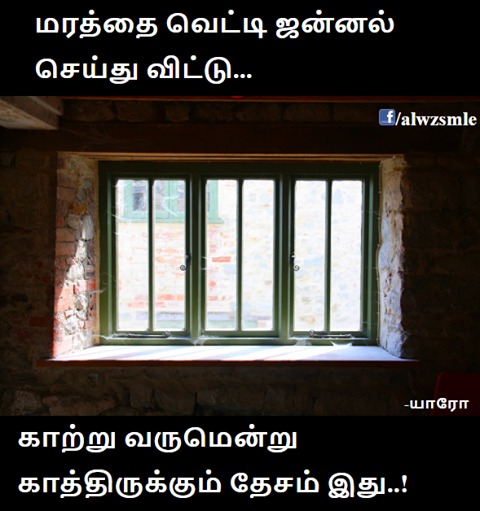 மரத்தை வெட்டி ஜன்னல்
செய்து விட்டு...
/alwzsmle
-யாரோ
காற்று வருமென்று
காத்திருக்கும் தேசம் இது..!